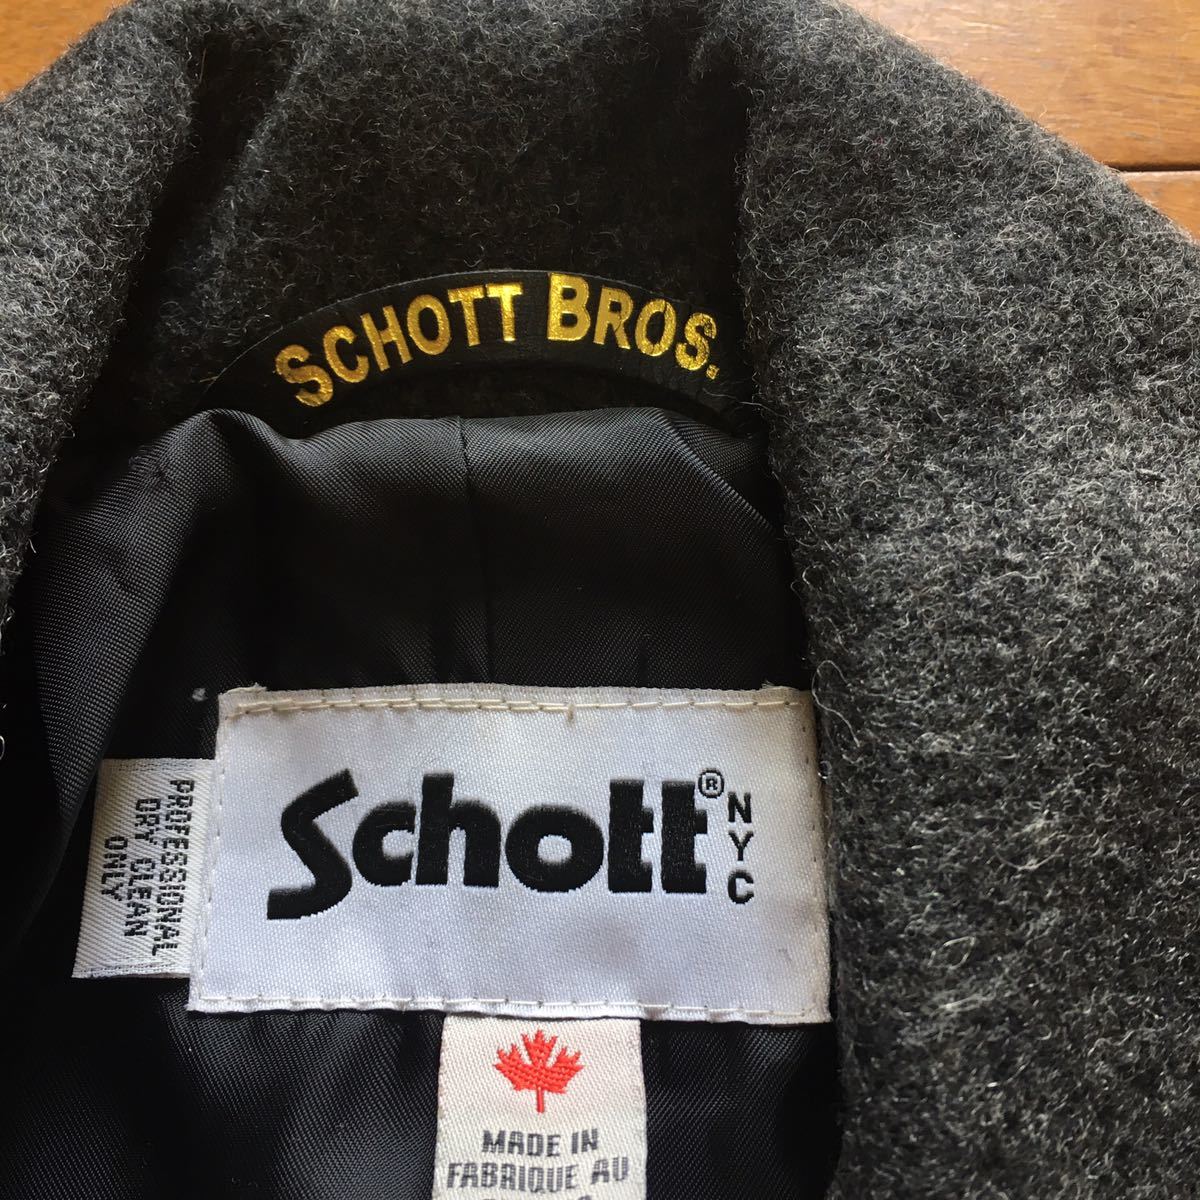 SCHOTT BROS.
Schott® NYC
PROFESSIONAL
DRY CLEAN
ONLY
MADE IN
FABRIQUE AU